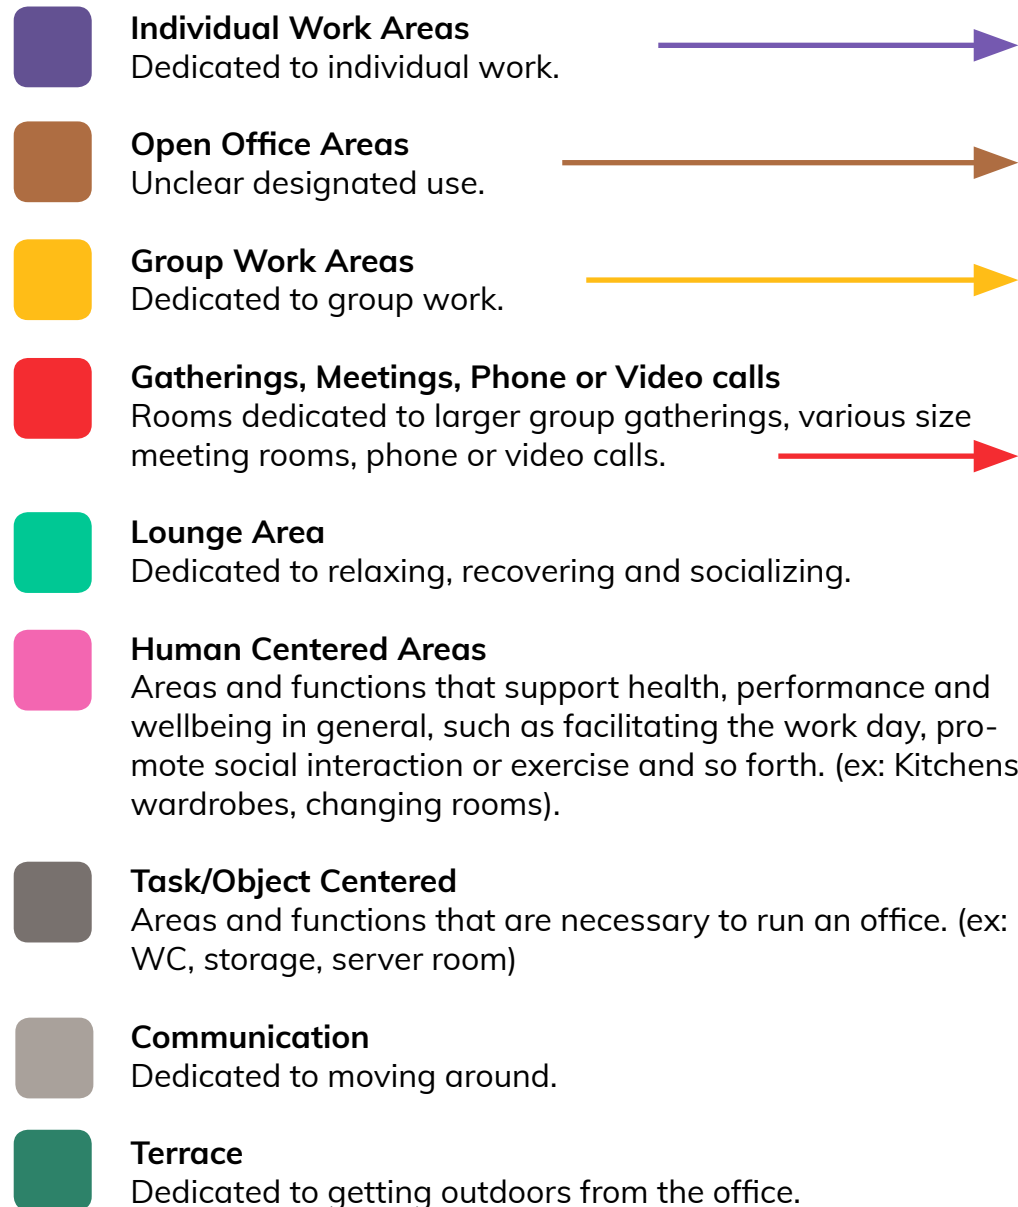 Individual Work Areas
Dedicated to individual work.
Open Office Areas
Unclear designated use.
Group Work Areas
Dedicated to group work.
Gatherings, Meetings, Phone or Video calls
Rooms dedicated to larger group gatherings, various size
meeting rooms, phone or video calls.
Lounge Area
Dedicated to relaxing, recovering and socializing.
Human Centered Areas
Areas and functions that support health, performance and
wellbeing in general, such as facilitating the work day, pro-
mote social interaction or exercise and so forth. (ex: Kitchens
wardrobes, changing rooms).
Task/Object Centered
Areas and functions that are necessary to run an office. (ex:
WC, storage, server room)
Communication
Dedicated to moving around.
Terrace
Dedicated to getting outdoors from the office.